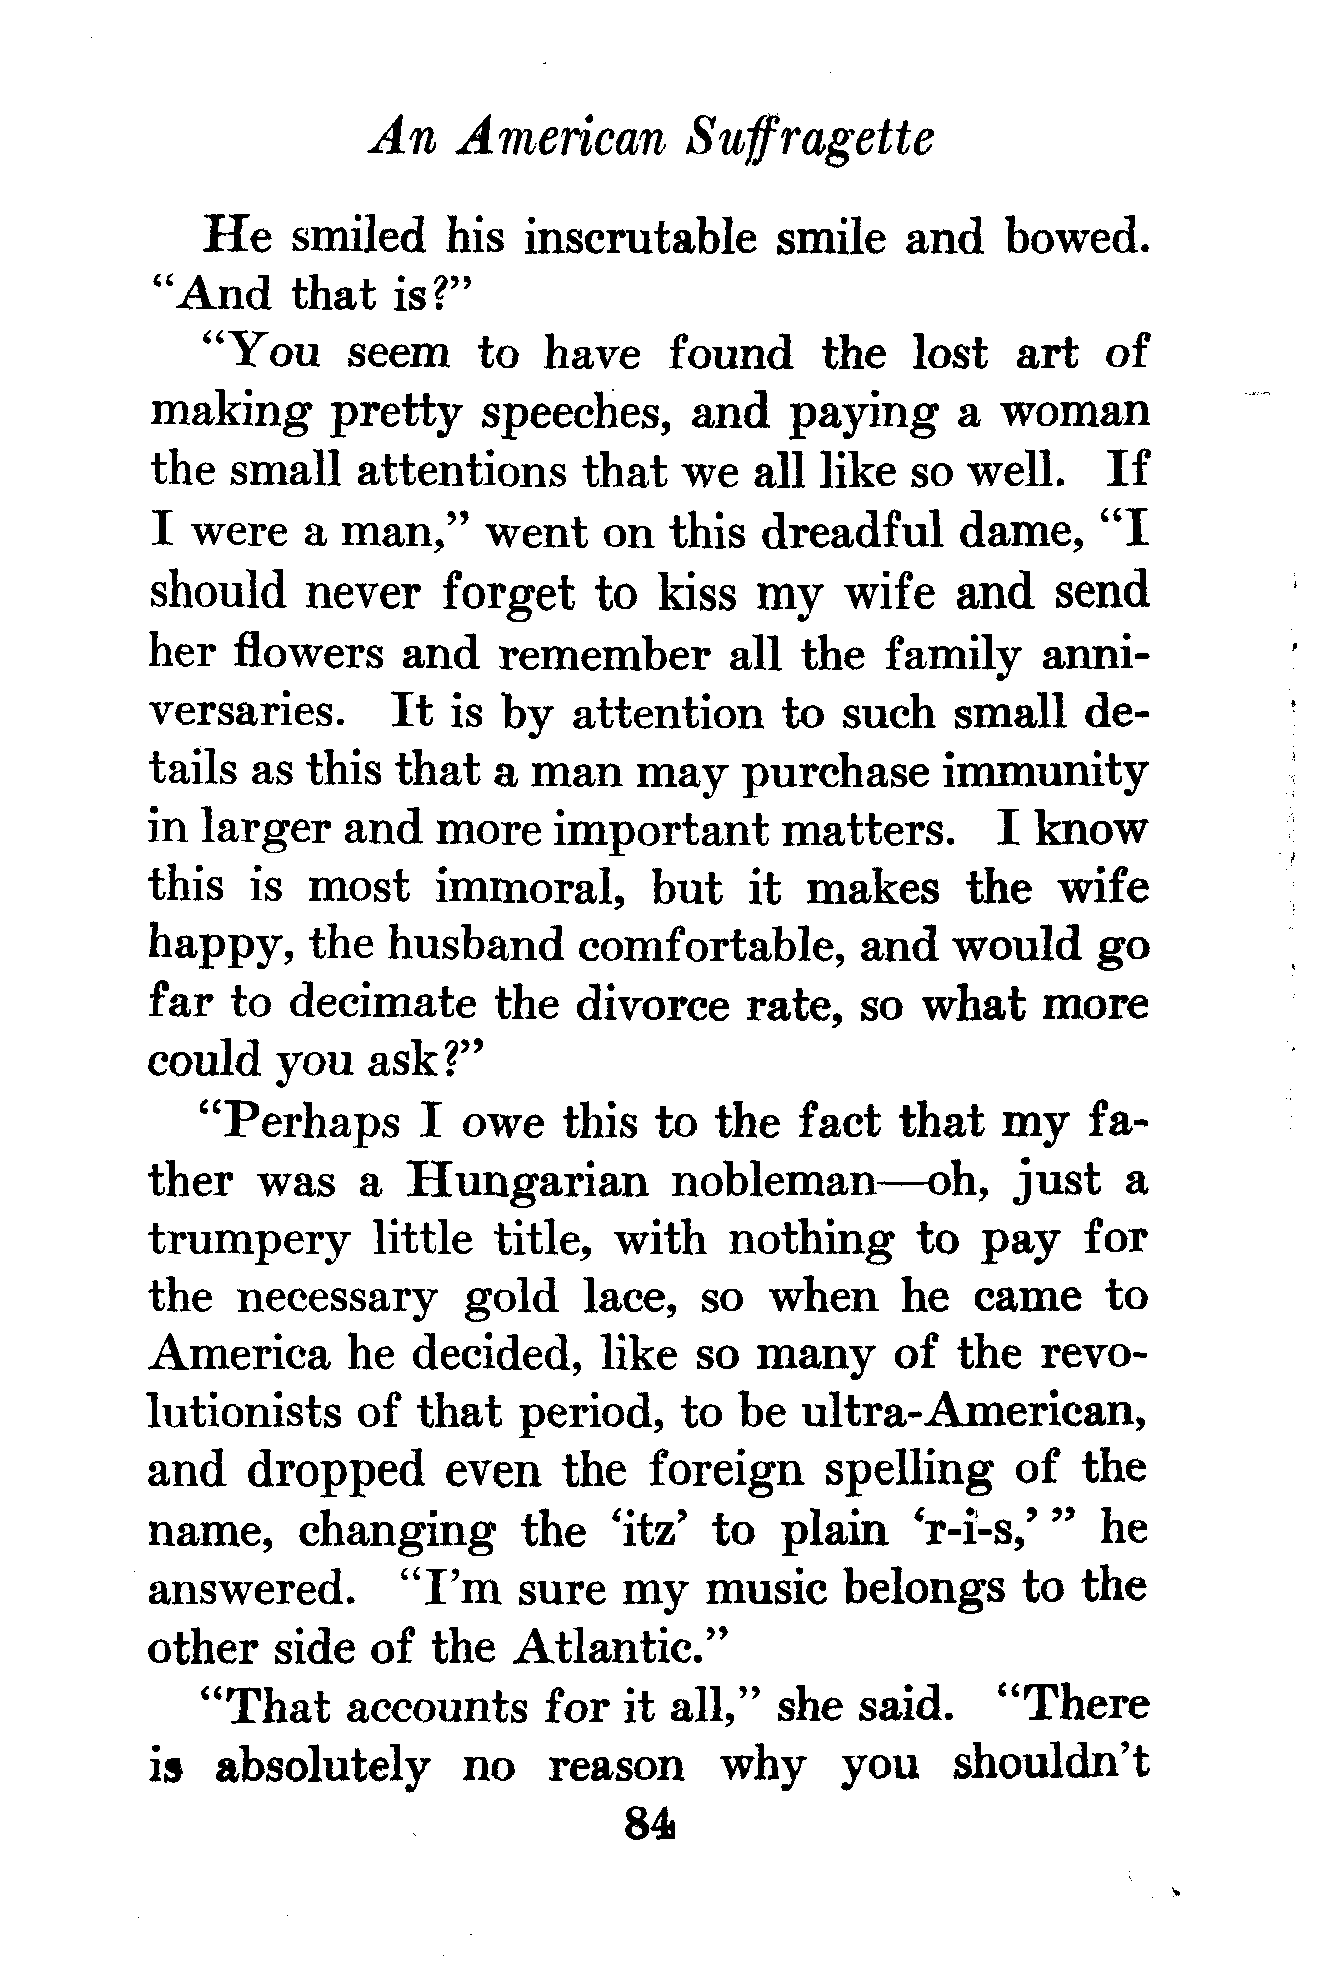 An American Suffragette
He smiled his inscrutable smile and bowed.
“And that is?”
“You seem to have found the lost art of
making pretty speeches, and paying a woman
the small attentions that we all like so well. If
I were a man,” went on this dreadful dame, “I
should never forget to kiss my wife and send
her flowers and remember all the family anni-
versaries. It is by attention to such small de-
tails as this that a man may purchase immunity
in larger and more important matters. I know
this is most immoral, but it makes the wife
happy, the husband comfortable, and would go
far to decimate the divorce rate, so what more
could you ask?”
“Perhaps I owe this to the fact that my fa-
ther was a Hungarian nobleman—oh, just a
trumpery little title, with nothing to pay for
the necessary gold lace, so when he came to
America he decided, like so many of the revo-
lutionists of that period, to be ultra-American,
and dropped even the foreign spelling of the
name, changing the ‘itz’ to plain ‘r-i-s,’ ” he
answered. “I’m sure my music belongs to the
other side of the Atlantic.”
“That accounts for it all,” she said. “There
is absolutely no reason why you shouldn’t
84